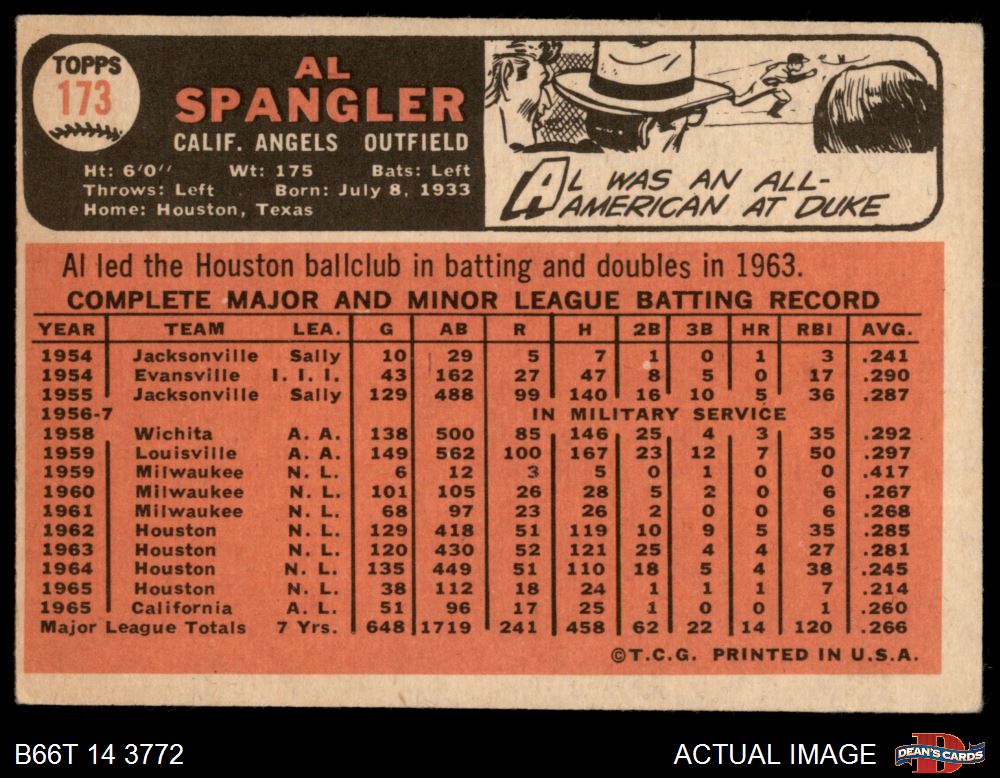 TOPPS
173
AL
SPANGLER
CALIF. ANGELS OUTFIELD
Ht: 6'0" Wt: 175 Bats: Left
Throws: Left Born: July 8, 1933
Home: Houston, Texas
AL WAS AN ALL-
AMERICAN AT DUKE
Al led the Houston ballclub in batting and doubles in 1963.
COMPLETE MAJOR AND MINOR LEAGUE BATTING RECORD
YEAR TEAM LEA. G AB R H 2B 3B HR RBI AVG.
1954 Jacksonville Sally 10 29 5 7 1 0 1 3 .241
1954 Evansville I. I. I. 43 162 27 47 8 5 0 17 .290
1955 Jacksonville Sally 129 488 99 140 16 10 5 36 .287
1956-7 IN MILITARY SERVICE
1958 Wichita A. A. 138 500 85 146 25 4 3 35 .292
1959 Louisville A. A. 149 562 100 167 23 12 7 50 .297
1959 Milwaukee N. L. 6 12 3 5 0 1 0 0 .417
1960 Milwaukee N. L. 101 105 26 28 5 2 0 6 .267
1961 Milwaukee N. L. 68 97 23 26 2 0 0 6 .268
1962 Houston N. L. 129 418 51 119 10 9 5 35 .285
1963 Houston N. L. 120 430 52 121 25 4 4 27 .281
1964 Houston N. L. 135 449 51 110 18 5 4 38 .245
1965 Houston N. L. 38 112 18 24 1 1 1 7 .214
1965 California A. L. 51 96 17 25 1 0 0 1 .260
Major League Totals 7 Yrs. 648 1719 241 458 62 22 14 120 .266
©T.C.G. PRINTED IN U.S.A.
B66T 14 3772 ACTUAL IMAGE DEAN'S CARDS